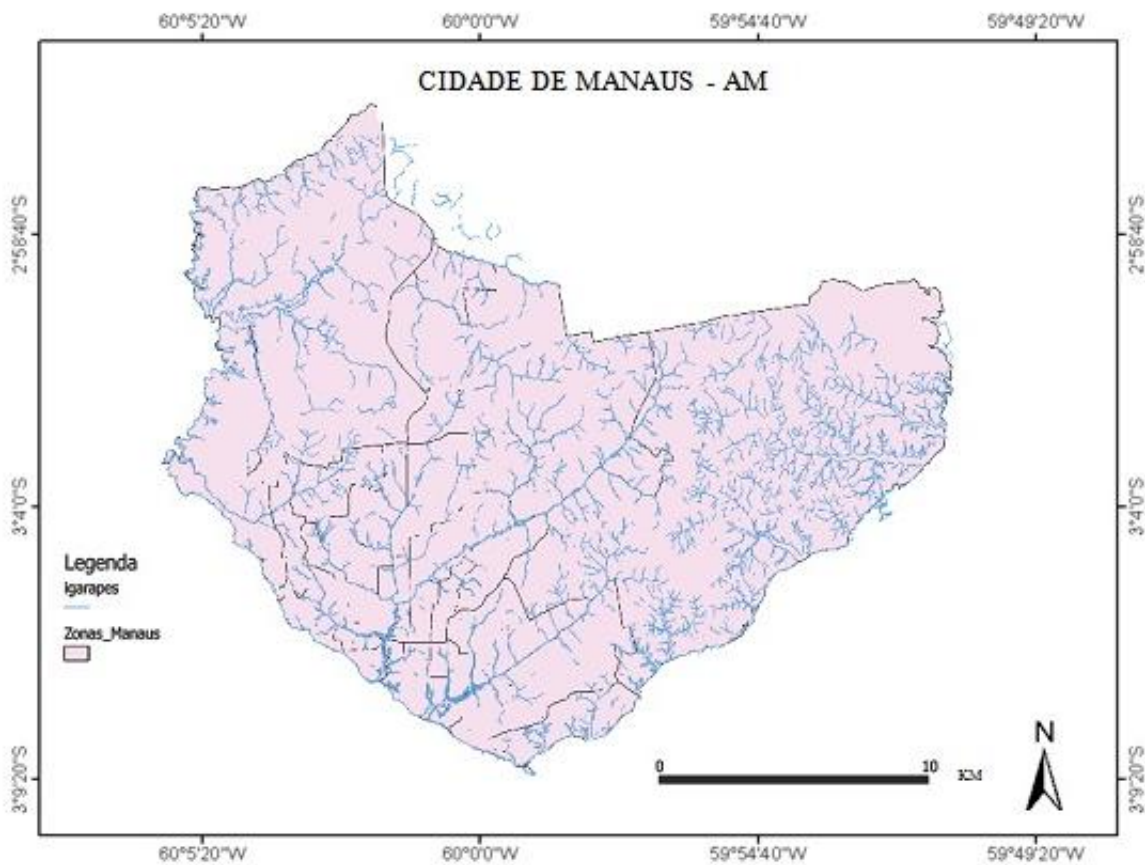 60°5'20"W 60°0'0"W 59°54'40"W 59°49'20"W
CIDADE DE MANAUS - AM
2°58'40"S 2°58'40"S
3°4'0"S 3°4'0"S
Legenda
igarapes
Zonas_Manaus
N
0 10 KM
3°9'20"S 3°9'20"S
60°5'20"W 60°0'0"W 59°54'40"W 59°49'20"W